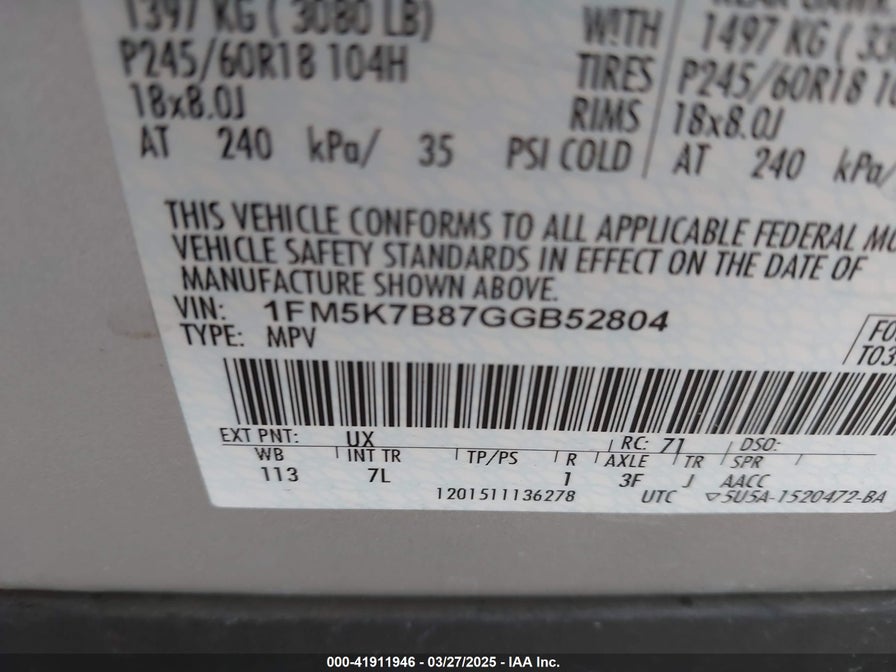 1397 KG ( 3080 LB)
P245/60R18 104H
18x8.0J
AT 240 kPa/ 35 PSI COLD
WITH
TIRES
RIMS
1497 KG ( 33
P245/60R18 10
18x8.0J
AT 240 kPa/
THIS VEHICLE CONFORMS TO ALL APPLICABLE FEDERAL MO
VEHICLE SAFETY STANDARDS IN EFFECT ON THE DATE OF
MANUFACTURE SHOWN ABOVE.
VIN: 1FM5K7B87GGB52804
TYPE: MPV
EXT PNT: UX RC: 71 DSO:
WB INT TR TP/PS R AXLE TR SPR
113 7L 1 3F J AACC
1201511136278 UTC ▽5U5A-1520472-BA
000-41911946 - 03/27/2025 - IAA Inc.